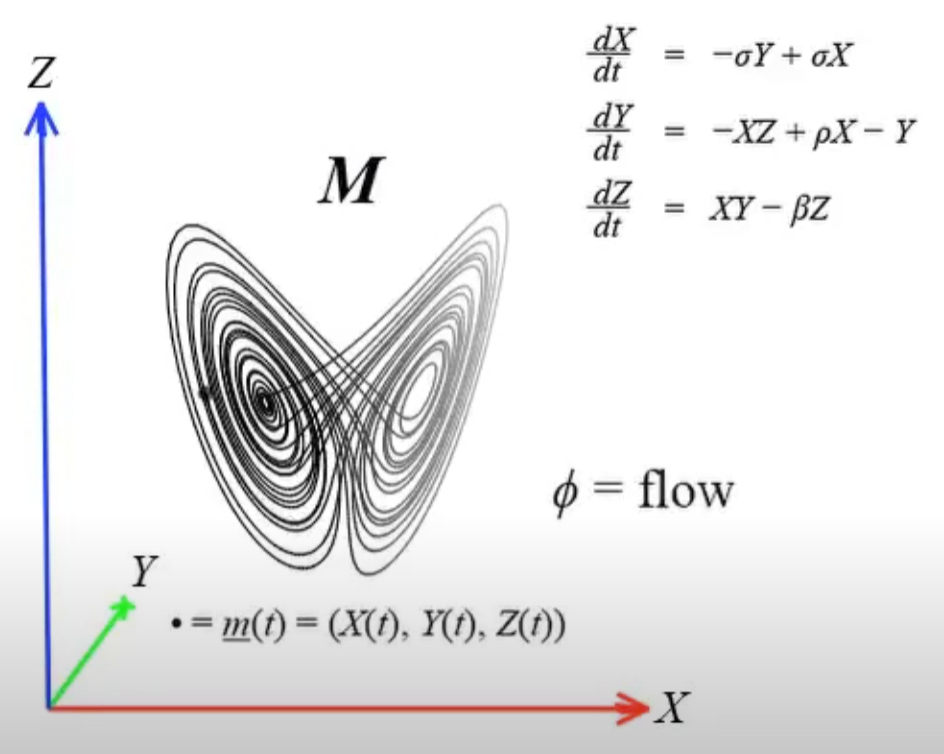 dX/dt = -σY + σX
dY/dt = -XZ + ρX - Y
dZ/dt = XY - βZ
Z
M
ϕ = flow
Y
• = m(t) = (X(t), Y(t), Z(t))
X